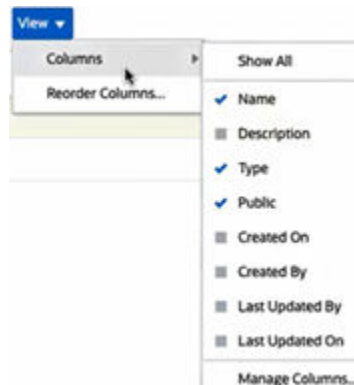 View
Columns
Reorder Columns...
Show All
Name
Description
Type
Public
Created On
Created By
Last Updated By
Last Updated On
Manage Columns..